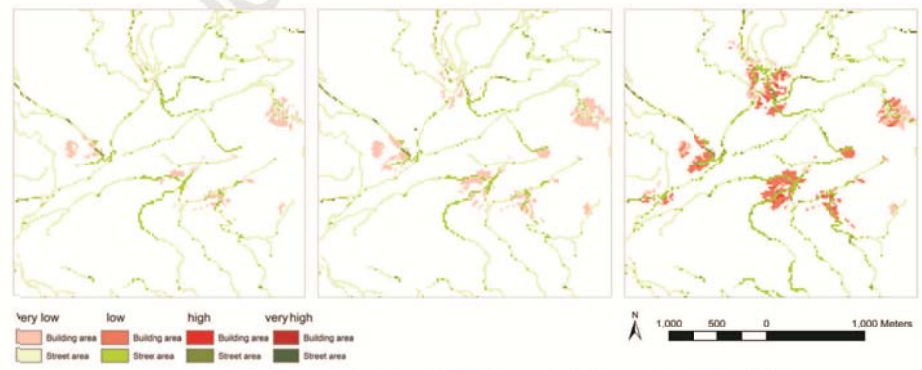 very low low high very high
Building area Building area Building area Building area
Street area Stree area Street area Street area
N
1,000 500 0 1,000 Meters